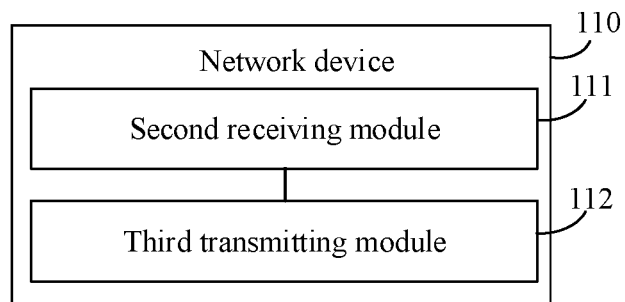 110
Network device
111
Second receiving module
112
Third transmitting module